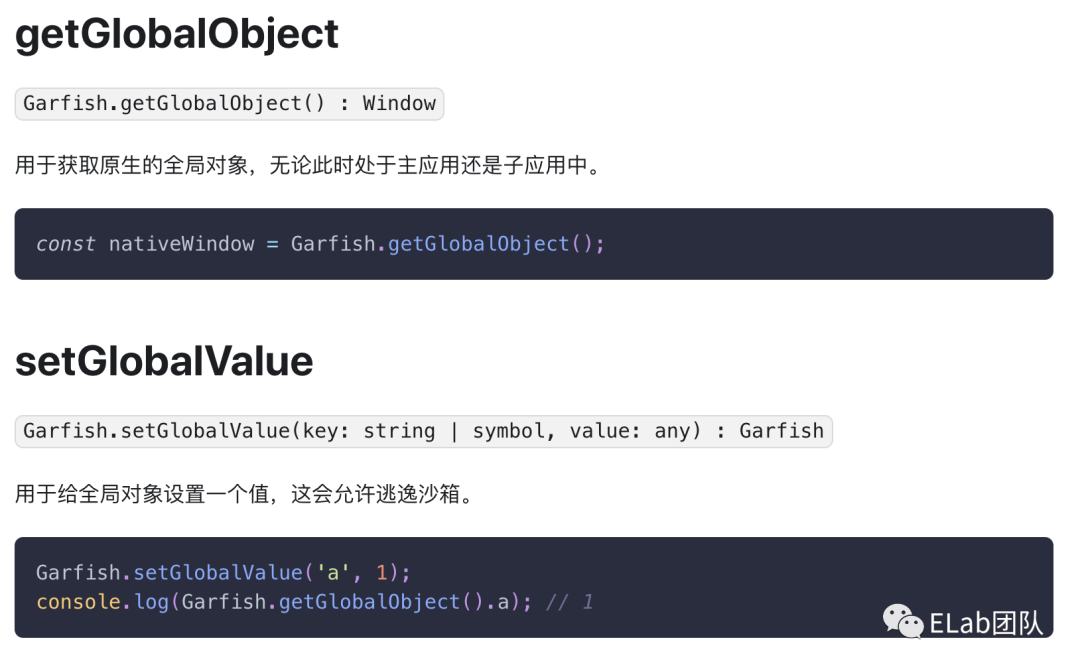 getGlobalObject
Garfish.getGlobalObject() : Window
用于获取原生的全局对象，无论此时处于主应用还是子应用中。
const nativeWindow = Garfish.getGlobalObject();
setGlobalValue
Garfish.setGlobalValue(key: string | symbol, value: any) : Garfish
用于给全局对象设置一个值，这会允许逃逸沙箱。
Garfish.setGlobalValue('a', 1);
console.log(Garfish.getGlobalObject().a); // 1
ELab团队